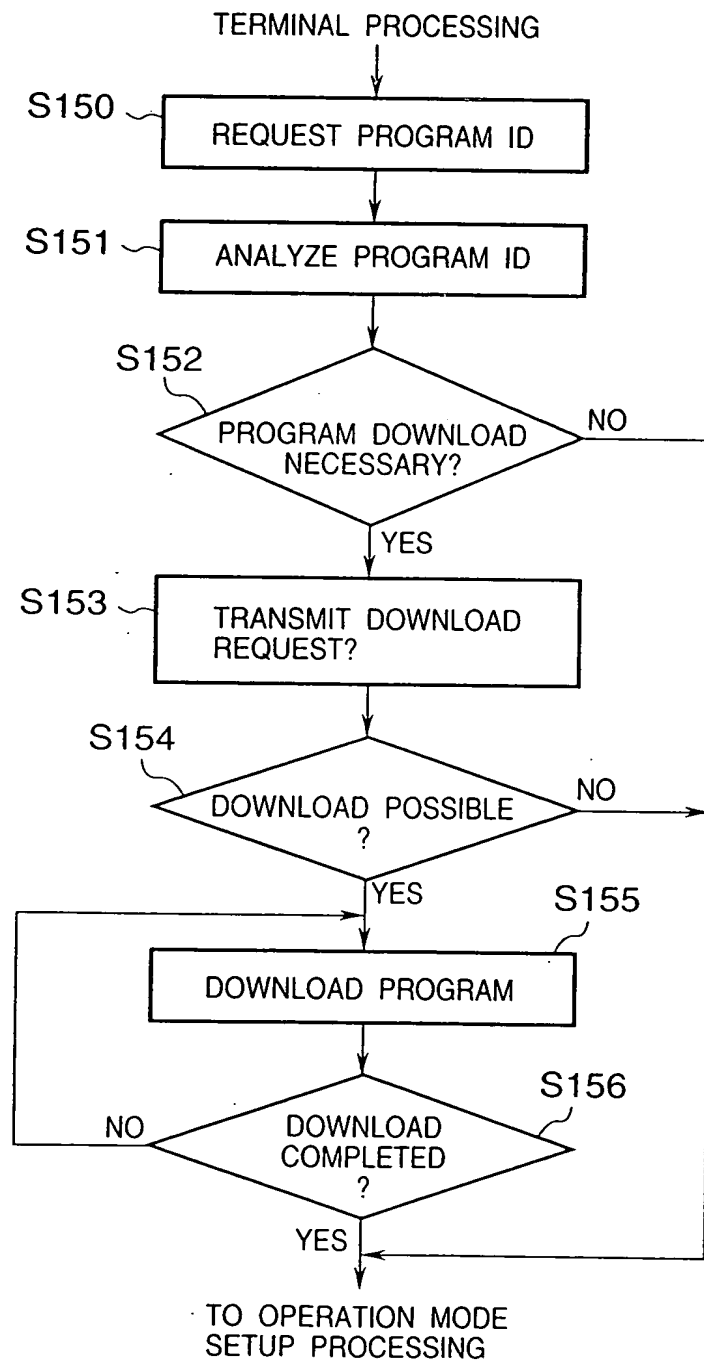 TERMINAL PROCESSING
S150
REQUEST PROGRAM ID
S151
ANALYZE PROGRAM ID
S152
PROGRAM DOWNLOAD
NECESSARY?
NO
YES
S153
TRANSMIT DOWNLOAD
REQUEST?
S154
DOWNLOAD POSSIBLE
?
NO
YES
S155
DOWNLOAD PROGRAM
S156
DOWNLOAD
COMPLETED
?
NO
YES
TO OPERATION MODE
SETUP PROCESSING